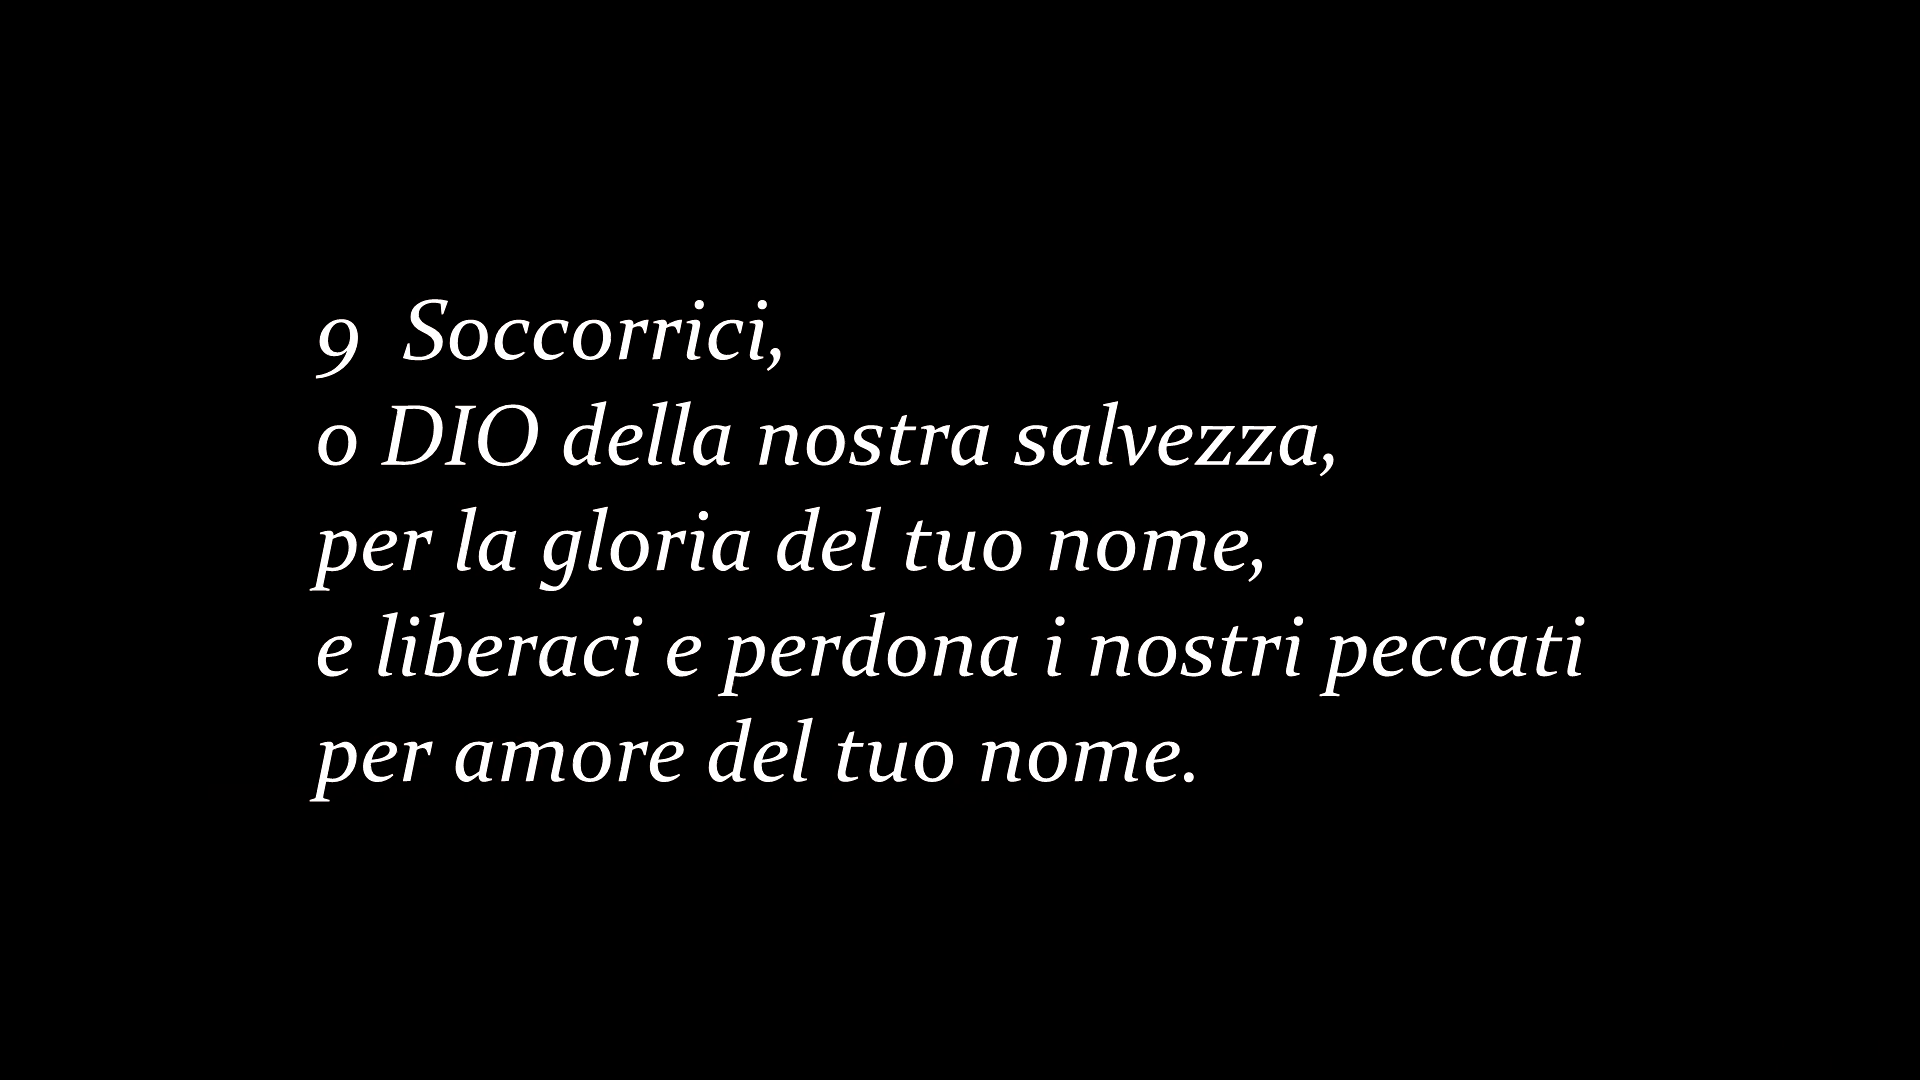 9  Soccorrici,
o DIO della nostra salvezza,
per la gloria del tuo nome,
e liberaci e perdona i nostri peccati
per amore del tuo nome.